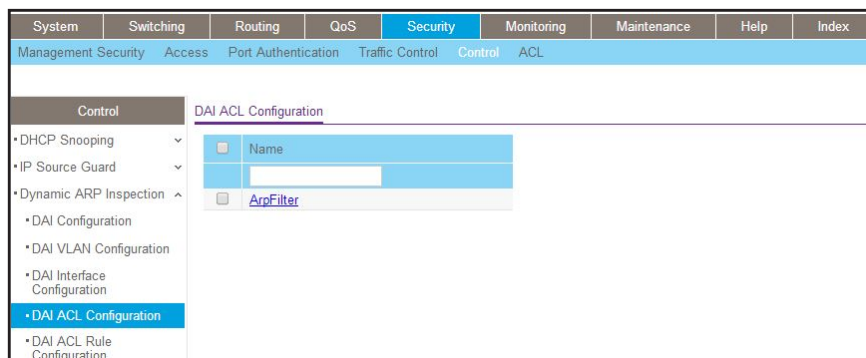 System Switching Routing QoS Security Monitoring Maintenance Help Index
Management Security Access Port Authentication Traffic Control Control ACL
Control
DHCP Snooping
IP Source Guard
Dynamic ARP Inspection
DAI Configuration
DAI VLAN Configuration
DAI Interface
Configuration
DAI ACL Configuration
DAI ACL Rule
Configuration
DAI ACL Configuration
Name
ArpFilter